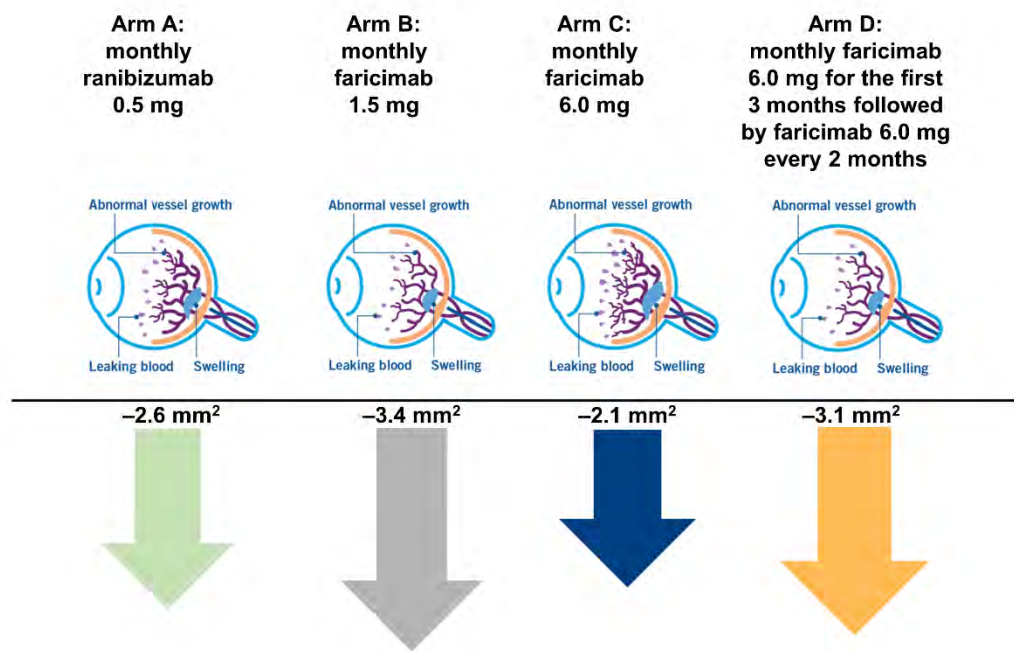 Arm A:
monthly
ranibizumab
0.5 mg
Arm B:
monthly
faricimab
1.5 mg
Arm C:
monthly
faricimab
6.0 mg
Arm D:
monthly faricimab
6.0 mg for the first
3 months followed
by faricimab 6.0 mg
every 2 months
Abnormal vessel growth
Leaking blood
Swelling
Abnormal vessel growth
Leaking blood
Swelling
Abnormal vessel growth
Leaking blood
Swelling
Abnormal vessel growth
Leaking blood
Swelling
–2.6 mm²
–3.4 mm²
–2.1 mm²
–3.1 mm²